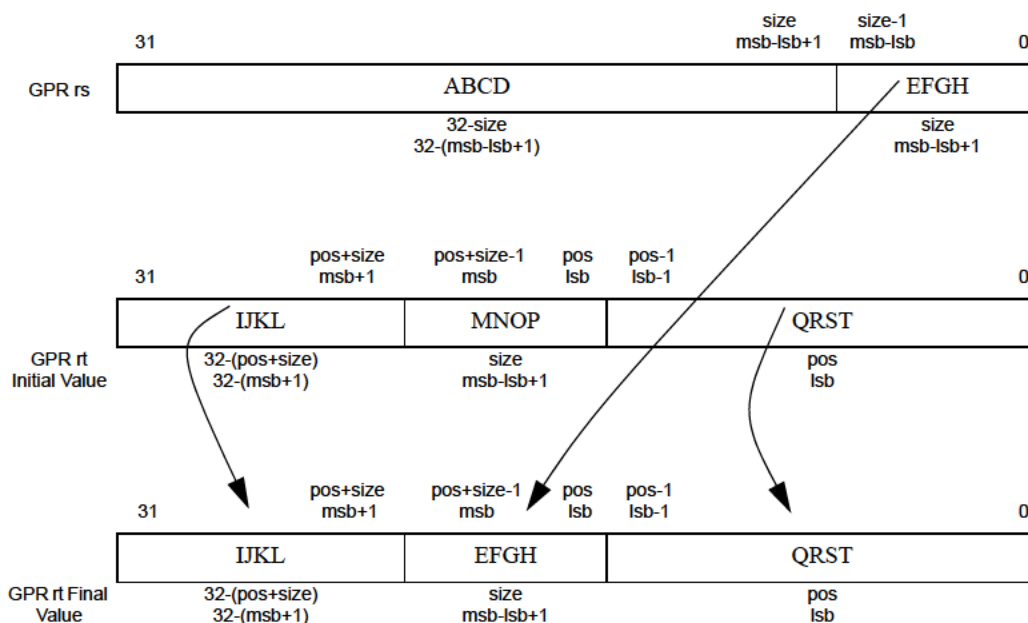 size size-1
31 msb-lsb+1 msb-lsb 0
GPR rs ABCD EFGH
32-size size
32-(msb-lsb+1) msb-lsb+1
pos+size pos+size-1 pos pos-1
31 msb+1 msb lsb lsb-1 0
IJKL MNOP QRST
GPR rt 32-(pos+size) size pos
Initial Value 32-(msb+1) msb-lsb+1 lsb
pos+size pos+size-1 pos pos-1
31 msb+1 msb lsb lsb-1 0
IJKL EFGH QRST
GPR rt Final 32-(pos+size) size pos
Value 32-(msb+1) msb-lsb+1 lsb